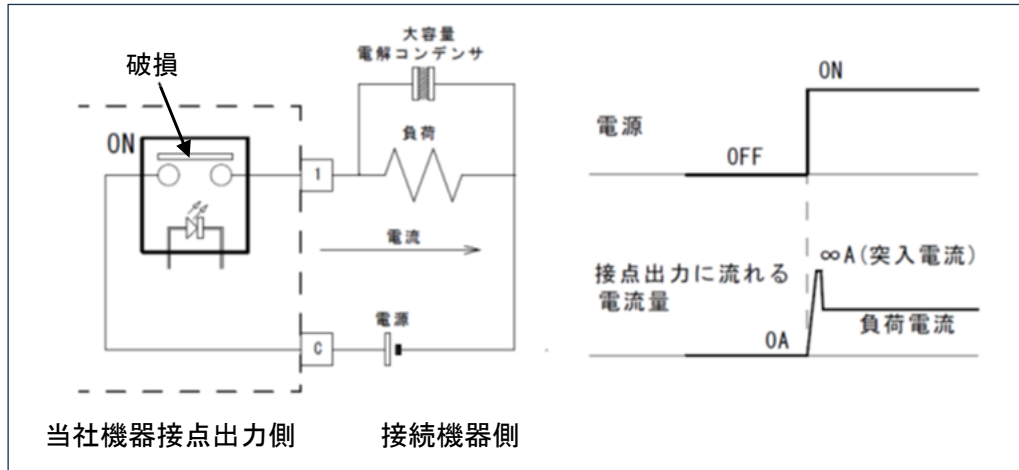 大容量
電解コンデンサ
破損
ON
負荷
1
電流
電源
C
当社機器接点出力側
接続機器側
ON
電源
OFF
∞A(突入電流)
接点出力に流れる
電流量
0A
負荷電流